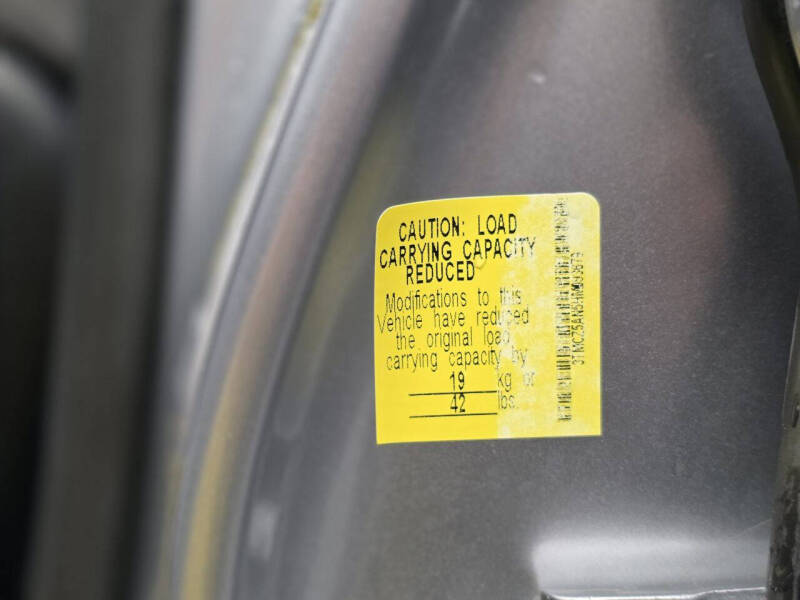 CAUTION: LOAD
CARRYING CAPACITY
REDUCED
Modifications to this
Vehicle have reduced
the original load
carrying capacity by
19 kg or
42 lbs.